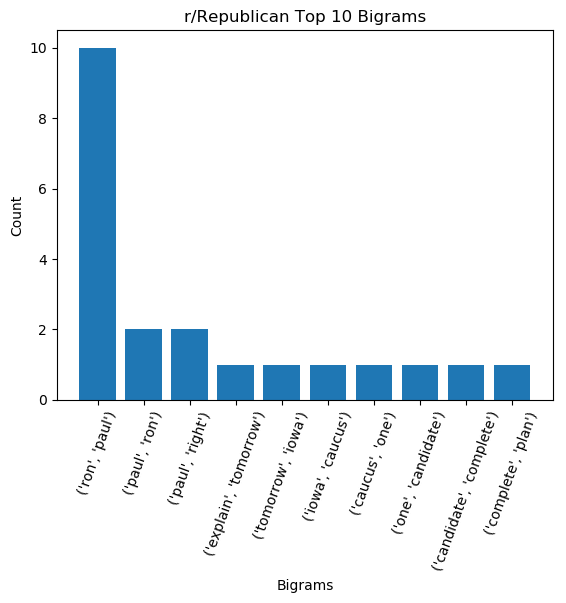 r/Republican Top 10 Bigrams
Count
10
8
6
4
2
0
('ron', 'paul')
('paul', 'ron')
('paul', 'right')
('explain', 'tomorrow')
('tomorrow', 'iowa')
('iowa', 'caucus')
('caucus', 'one')
('one', 'candidate')
('candidate', 'complete')
('complete', 'plan')
Bigrams